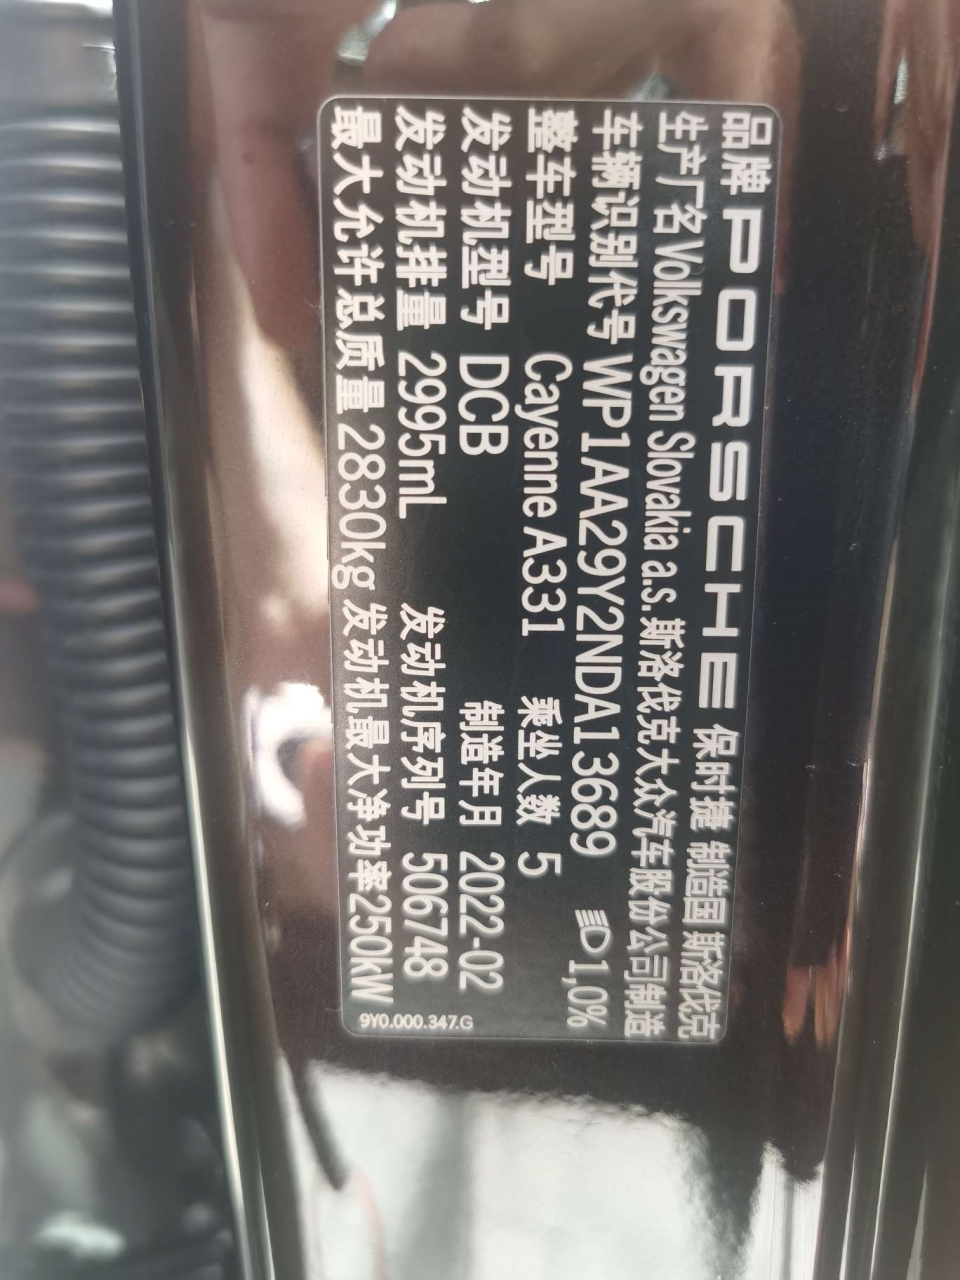 品牌 PORSCHE 保时捷 制造国 斯洛伐克
生产厂名 Volkswagen Slovakia a.s. 斯洛伐克大众汽车股份公司制造
车辆识别代号 WP1AA29Y2NDA13689 1,0%
整车型号 Cayenne A331 乘坐人数 5
发动机型号 DCB 制造年月 2022-02
发动机排量 2995mL 发动机序列号 506748
最大允许总质量 2830kg 发动机最大净功率250kW
9Y0.000.347.G